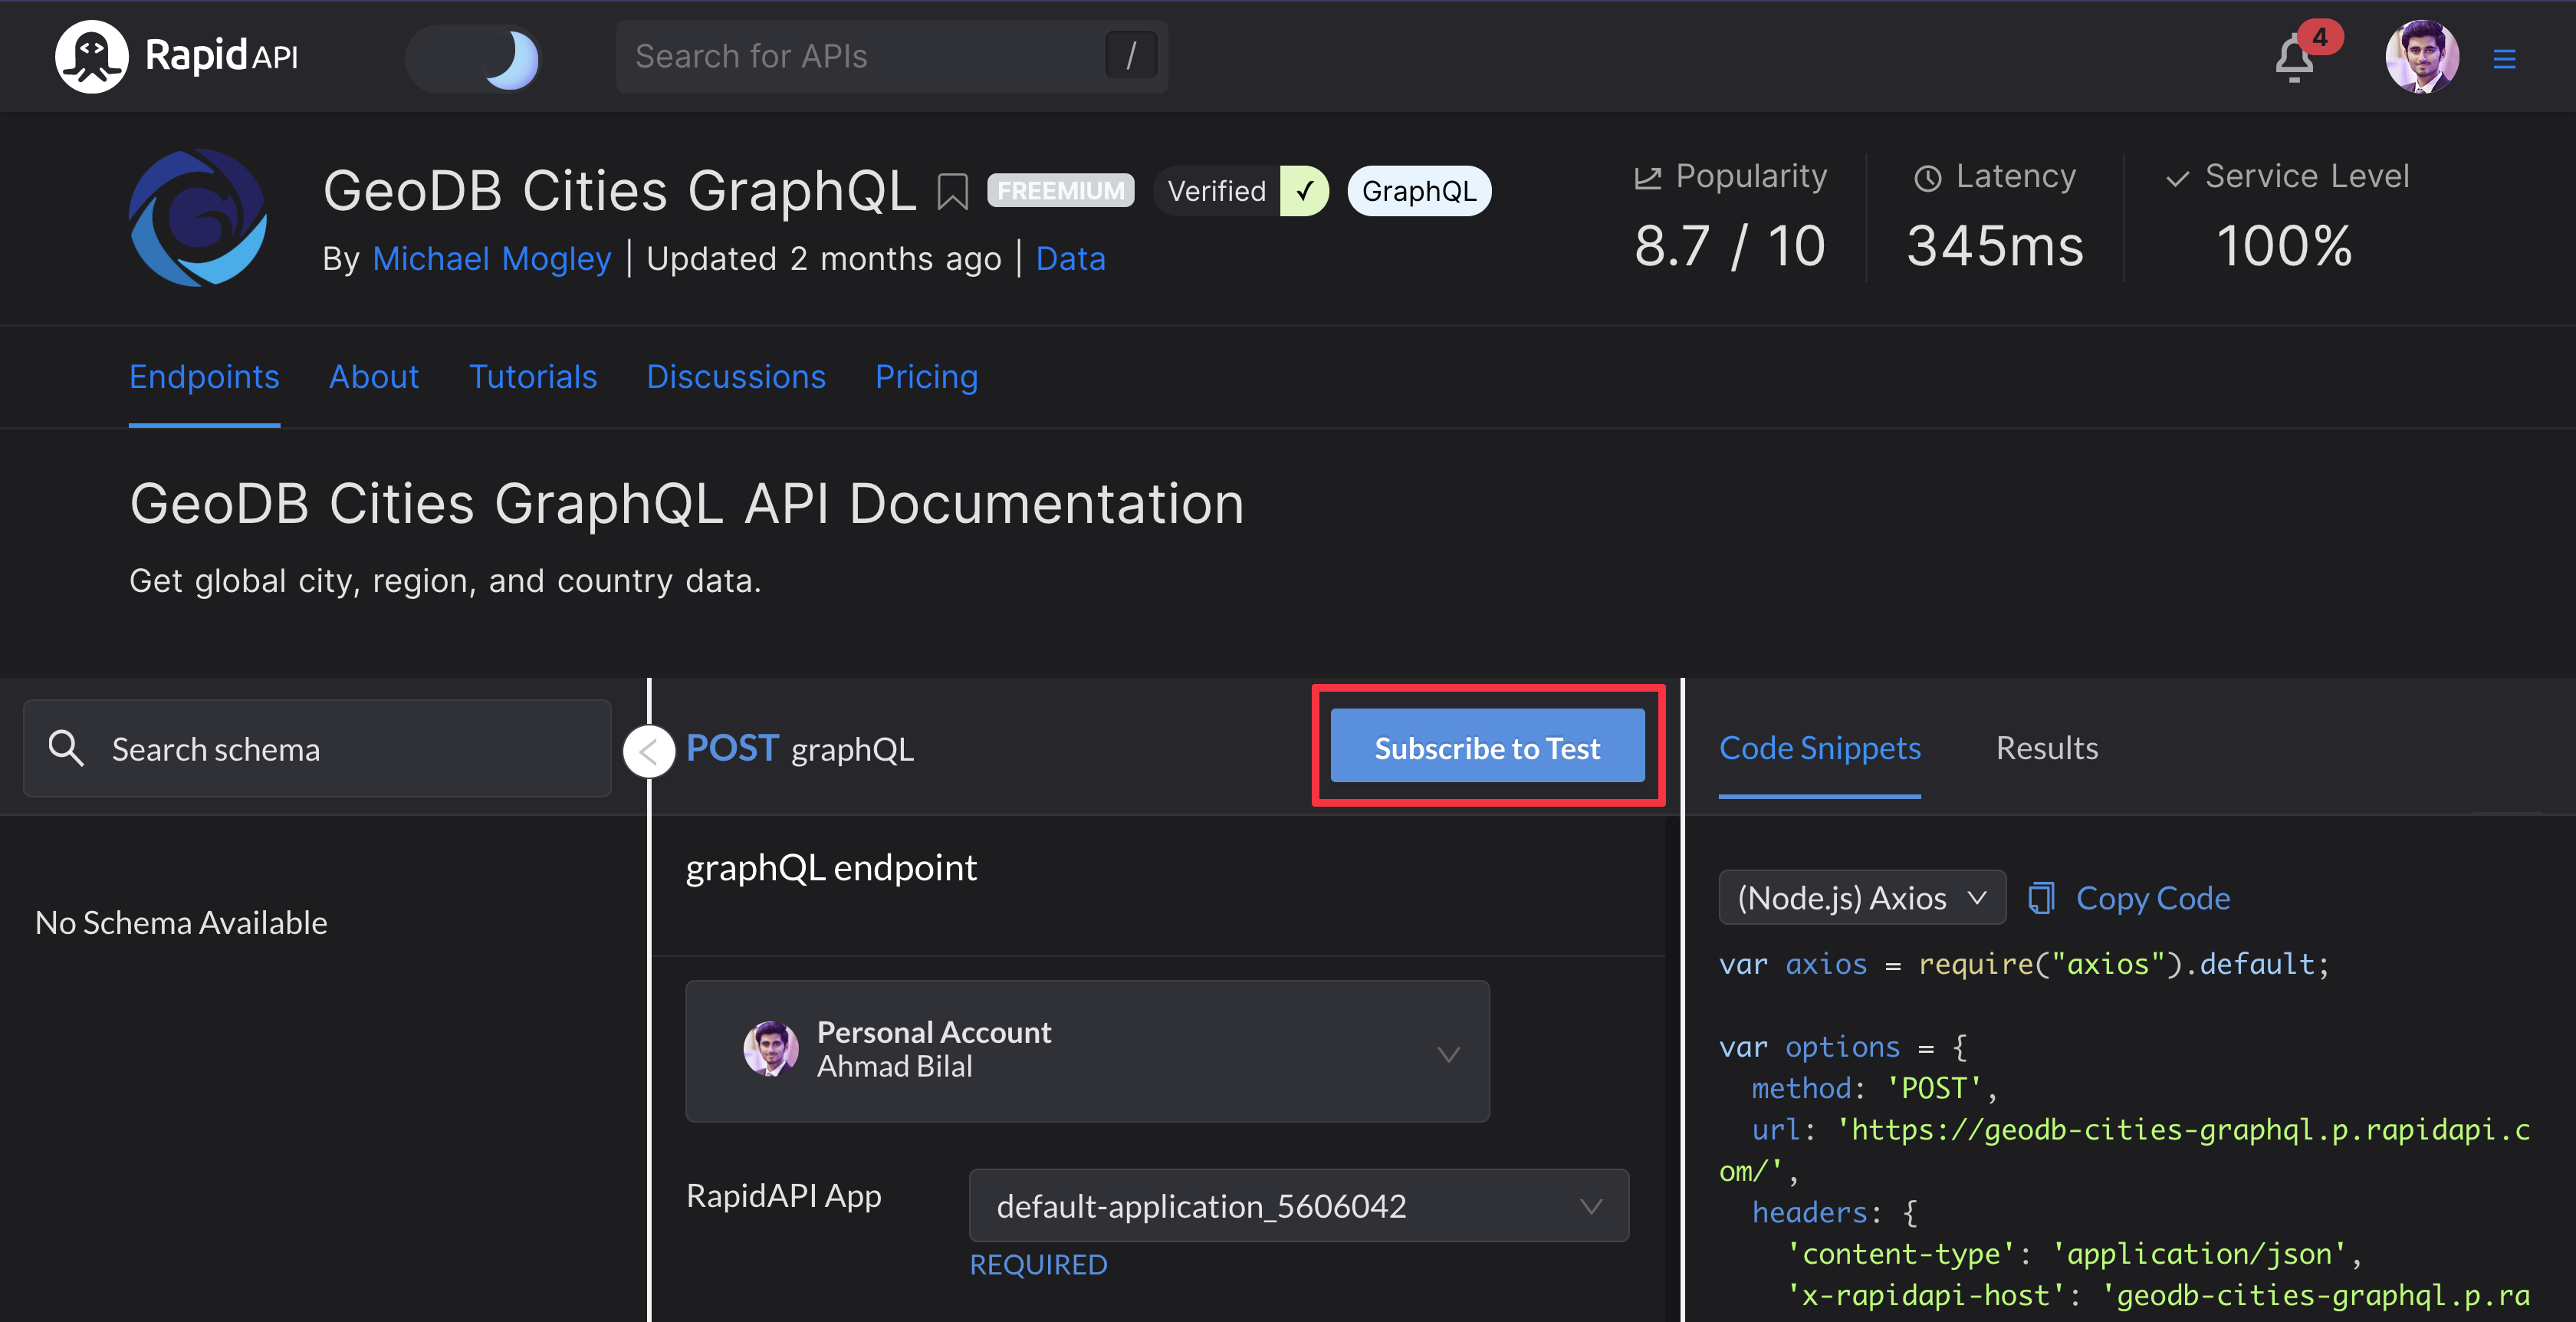 Rapid API
Search for APIs /
4
GeoDB Cities GraphQL FREEMIUM Verified ✓ GraphQL
By Michael Mogley | Updated 2 months ago | Data
Popularity
8.7 / 10
Latency
345ms
Service Level
100%
Endpoints About Tutorials Discussions Pricing
GeoDB Cities GraphQL API Documentation
Get global city, region, and country data.
Search schema
No Schema Available
POST graphQL
Subscribe to Test
graphQL endpoint
Personal Account
Ahmad Bilal
RapidAPI App
default-application_5606042
REQUIRED
Code Snippets Results
(Node.js) Axios Copy Code
var axios = require("axios").default;
var options = {
method: 'POST',
url: 'https://geodb-cities-graphql.p.rapidapi.c
om/',
headers: {
'content-type': 'application/json',
'x-rapidapi-host': 'geodb-cities-graphql.p.ra